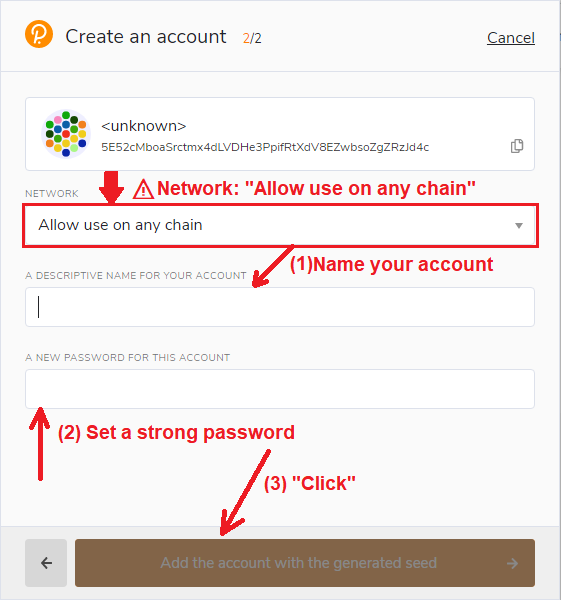 Create an account 2/2 Cancel
<unknown>
5E52cMboaSrctmx4dLVDHe3PpifRtXdV8EZwbsoZgZRzJd4c
NETWORK
⚠Network: "Allow use on any chain"
Allow use on any chain
(1)Name your account
A DESCRIPTIVE NAME FOR YOUR ACCOUNT
A NEW PASSWORD FOR THIS ACCOUNT
(2) Set a strong password
(3) "Click"
Add the account with the generated seed